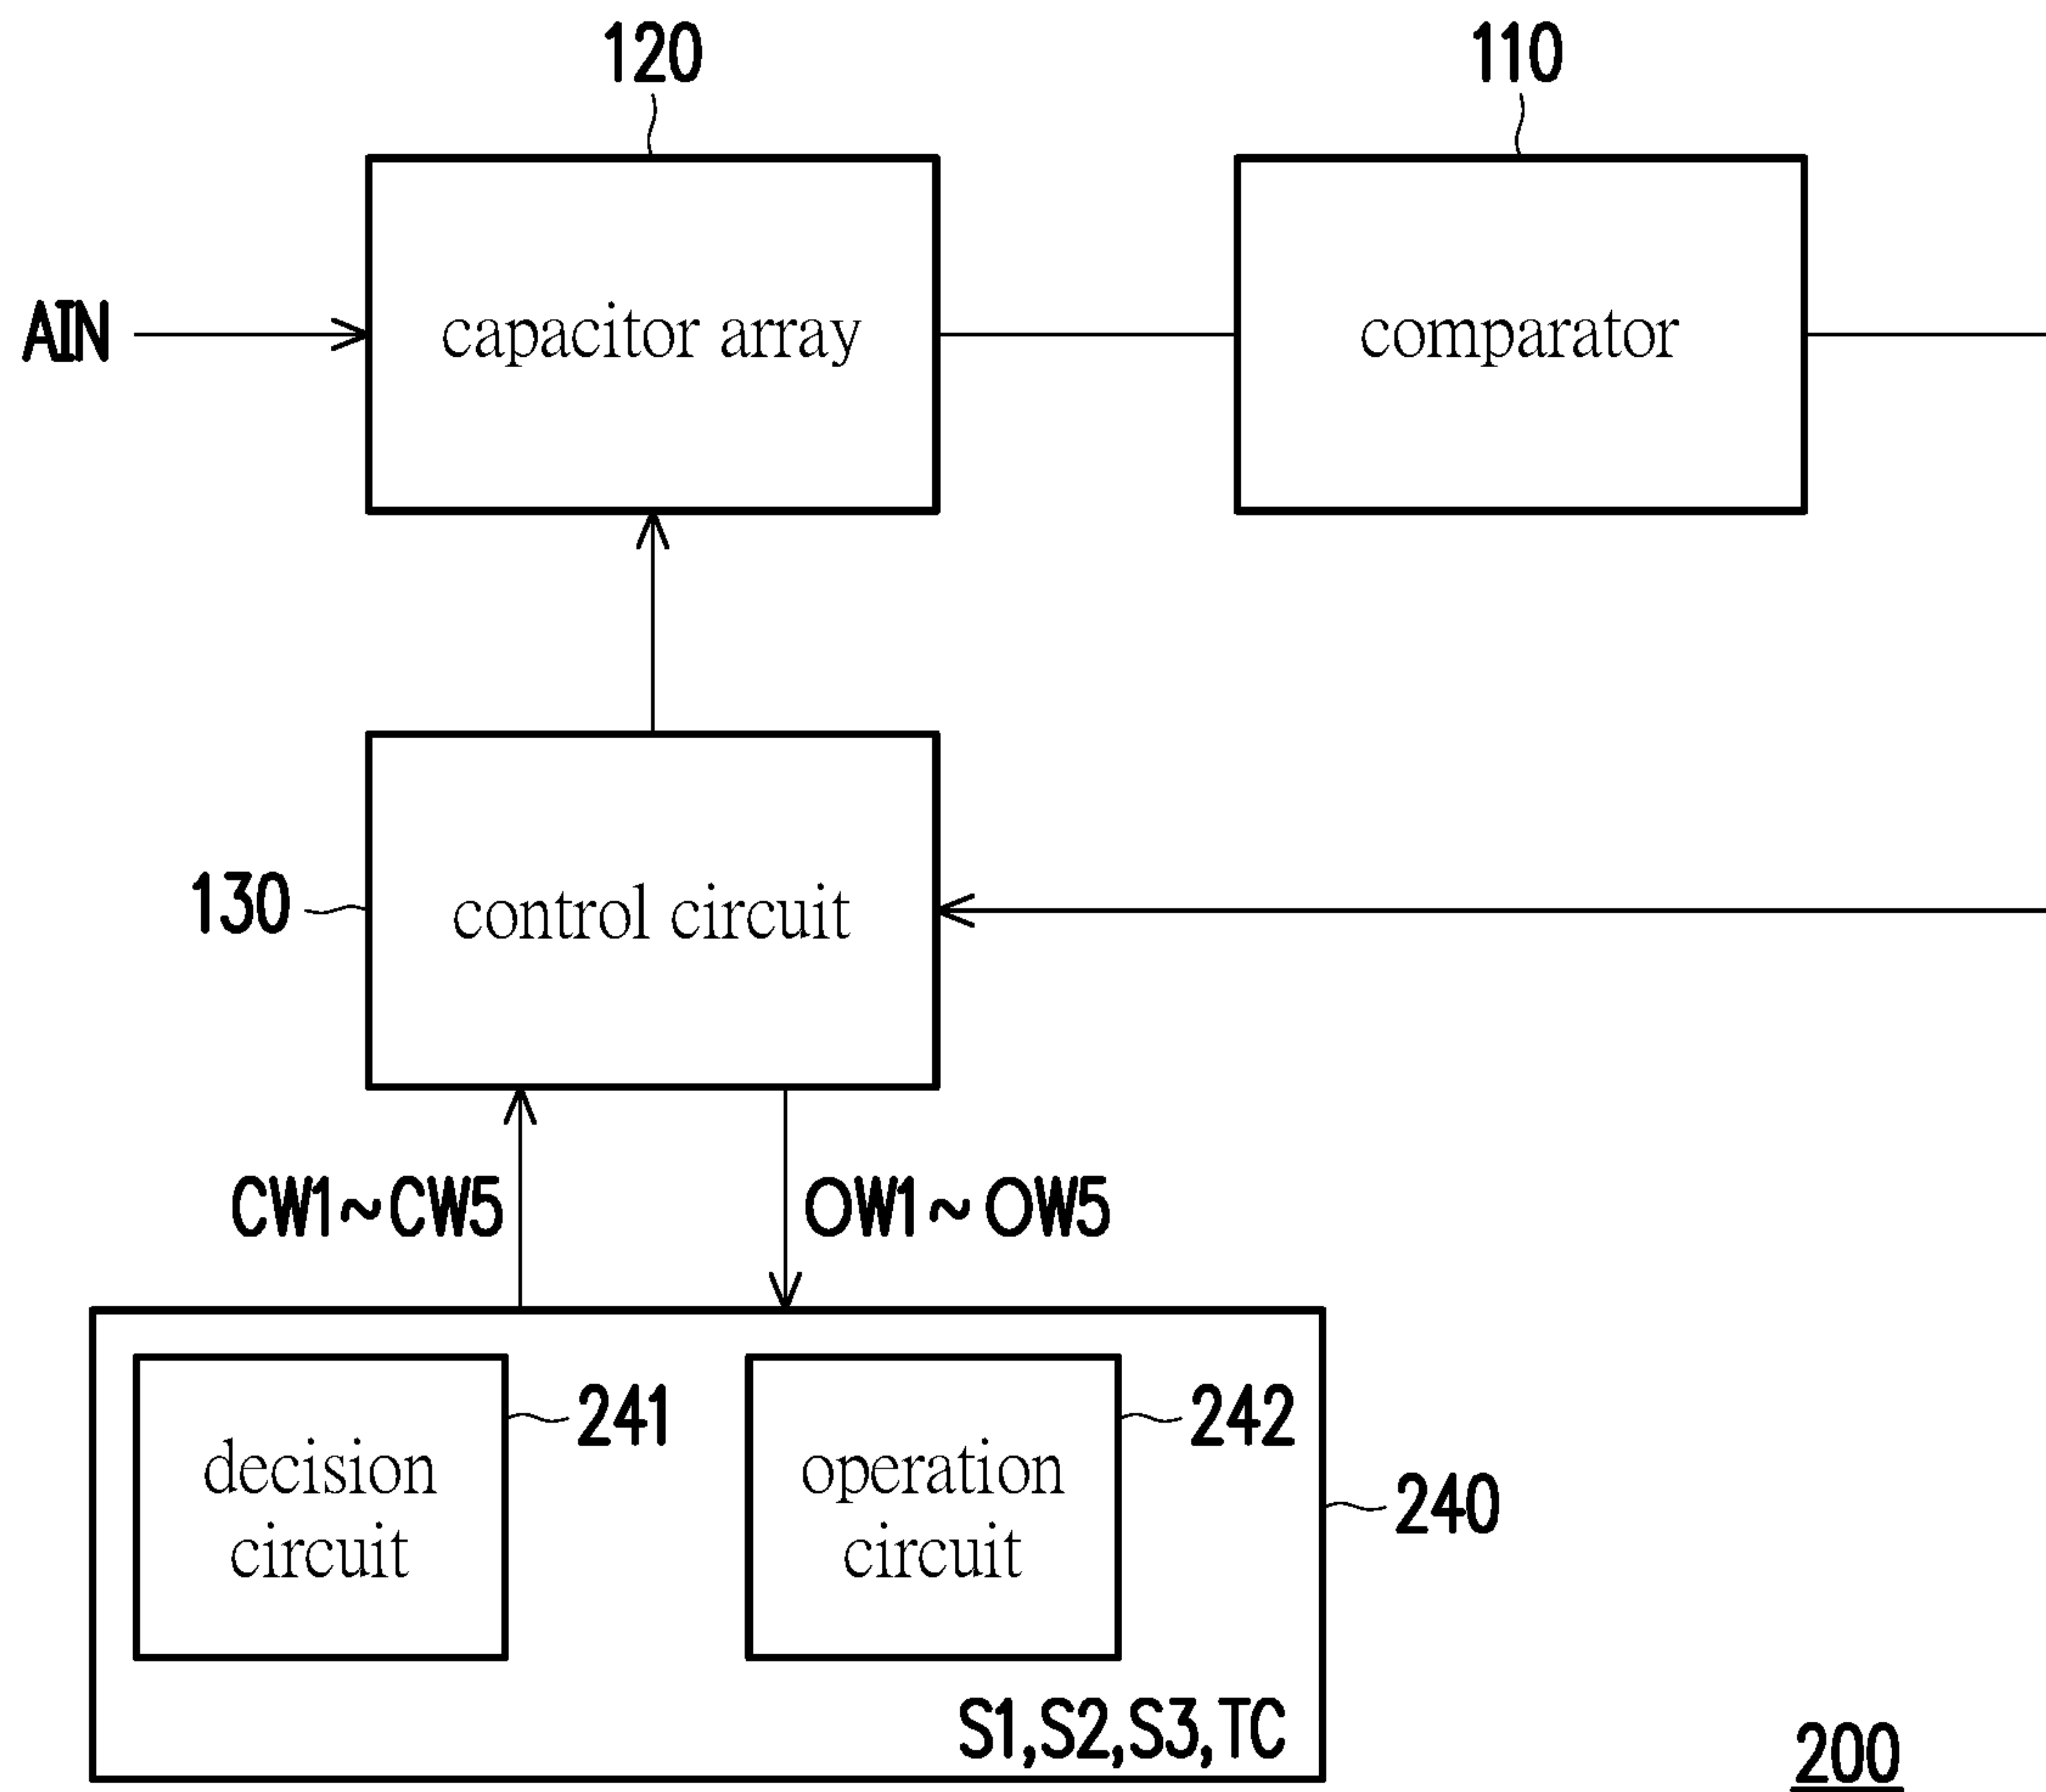 120
110
AIN
capacitor array
comparator
130
control circuit
CW1~CW5
OW1~OW5
decision
circuit
241
operation
circuit
242
240
S1,S2,S3,TC
200